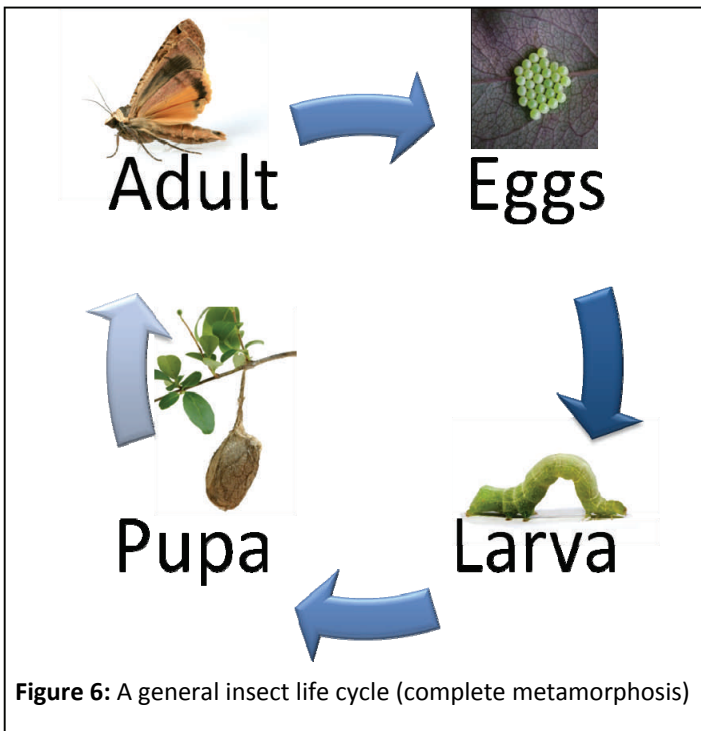 Adult
Eggs
Pupa
Larva
Figure 6: A general insect life cycle (complete metamorphosis)